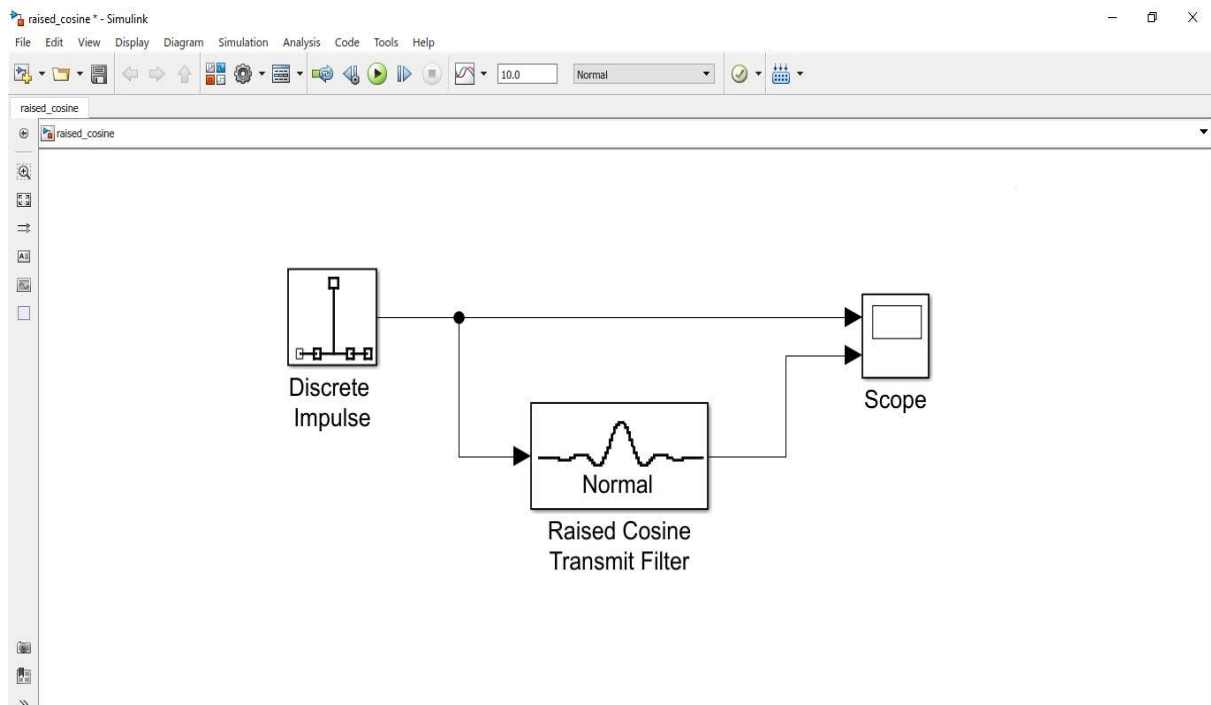 raised_cosine * - Simulink
File Edit View Display Diagram Simulation Analysis Code Tools Help
10.0 Normal
raised_cosine
raised_cosine
Discrete
Impulse
Scope
Normal
Raised Cosine
Transmit Filter